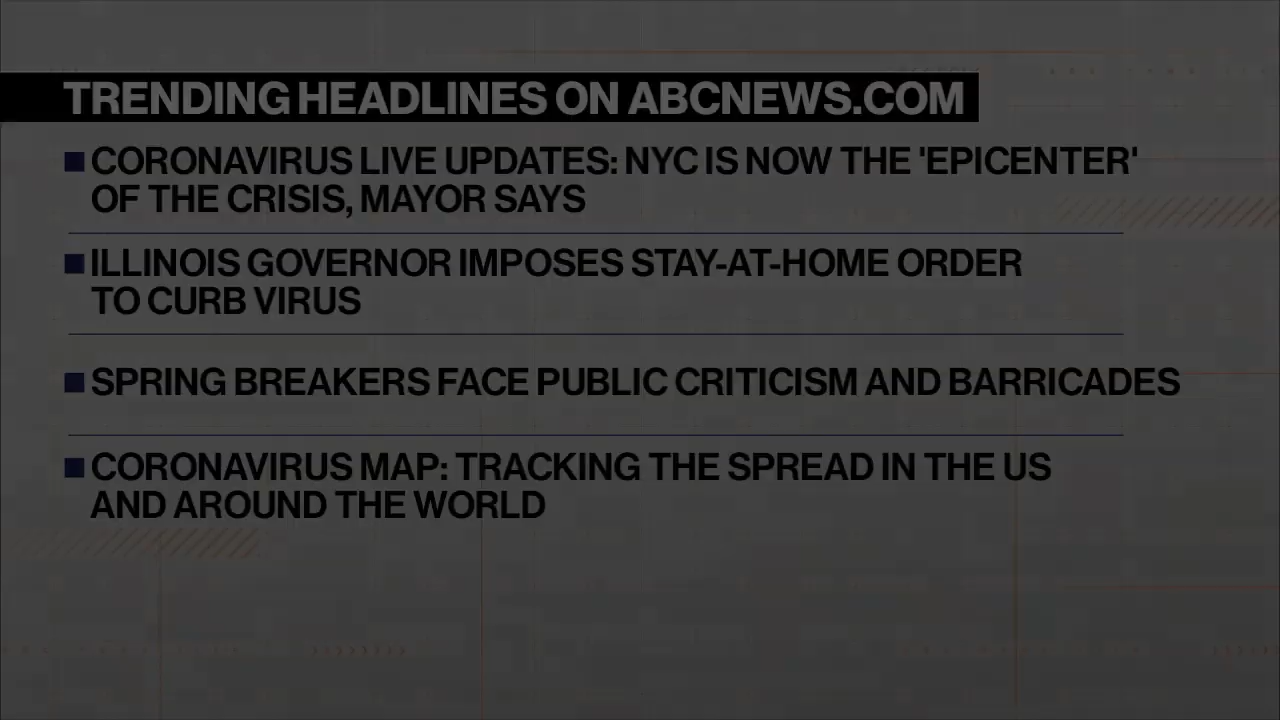 TRENDING HEADLINES ON ABCNEWS.COM
CORONAVIRUS LIVE UPDATES: NYC IS NOW THE 'EPICENTER'
OF THE CRISIS, MAYOR SAYS
ILLINOIS GOVERNOR IMPOSES STAY-AT-HOME ORDER
TO CURB VIRUS
SPRING BREAKERS FACE PUBLIC CRITICISM AND BARRICADES
CORONAVIRUS MAP: TRACKING THE SPREAD IN THE US
AND AROUND THE WORLD